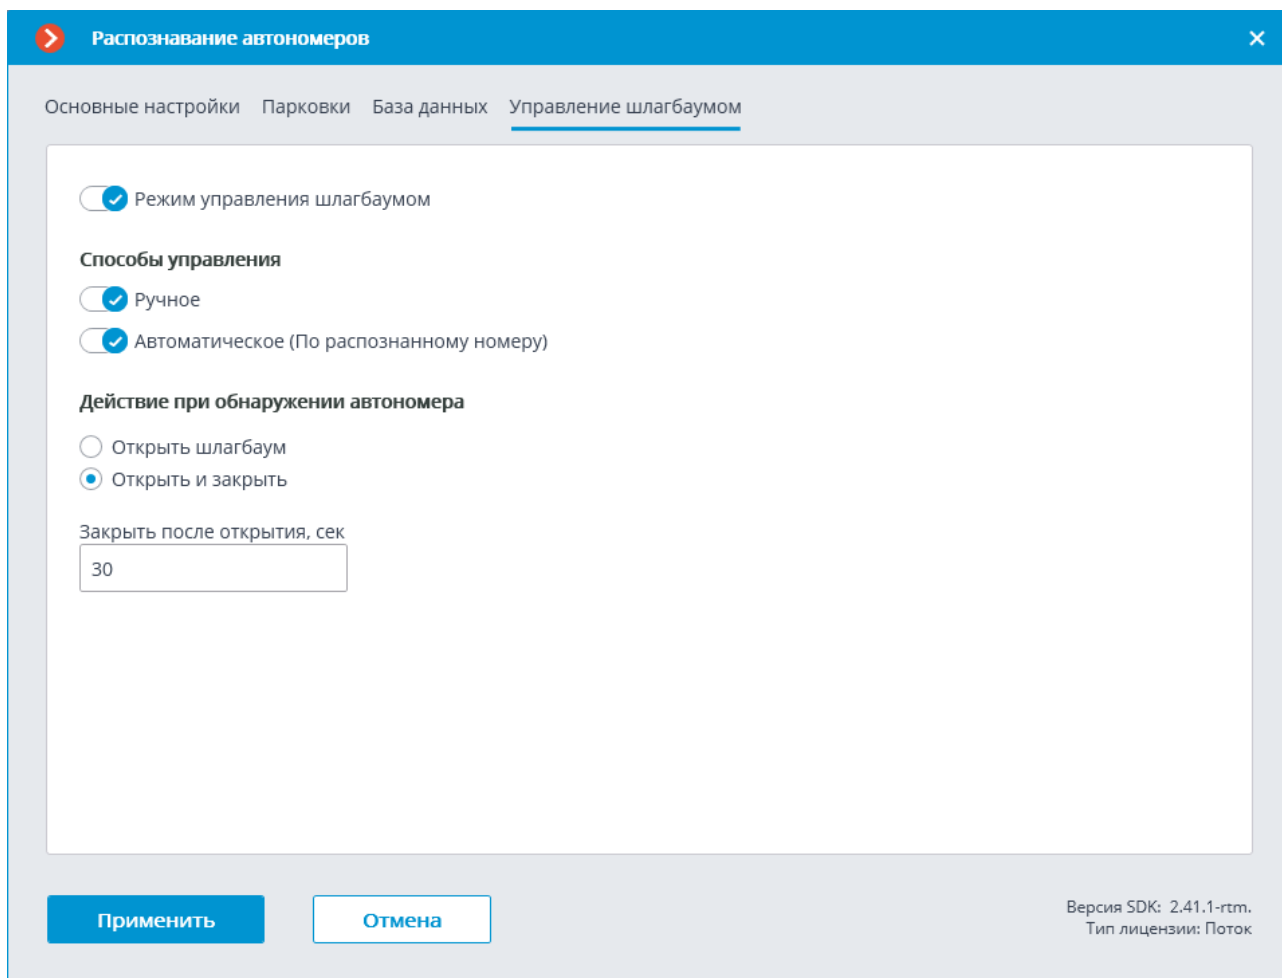 Распознавание автономеров
Основные настройки Парковки База данных Управление шлагбаумом
Режим управления шлагбаумом
Способы управления
Ручное
Автоматическое (По распознанному номеру)
Действие при обнаружении автономера
Открыть шлагбаум
Открыть и закрыть
Закрыть после открытия, сек
30
Применить Отмена
Версия SDK: 2.41.1-rtm.
Тип лицензии: Поток